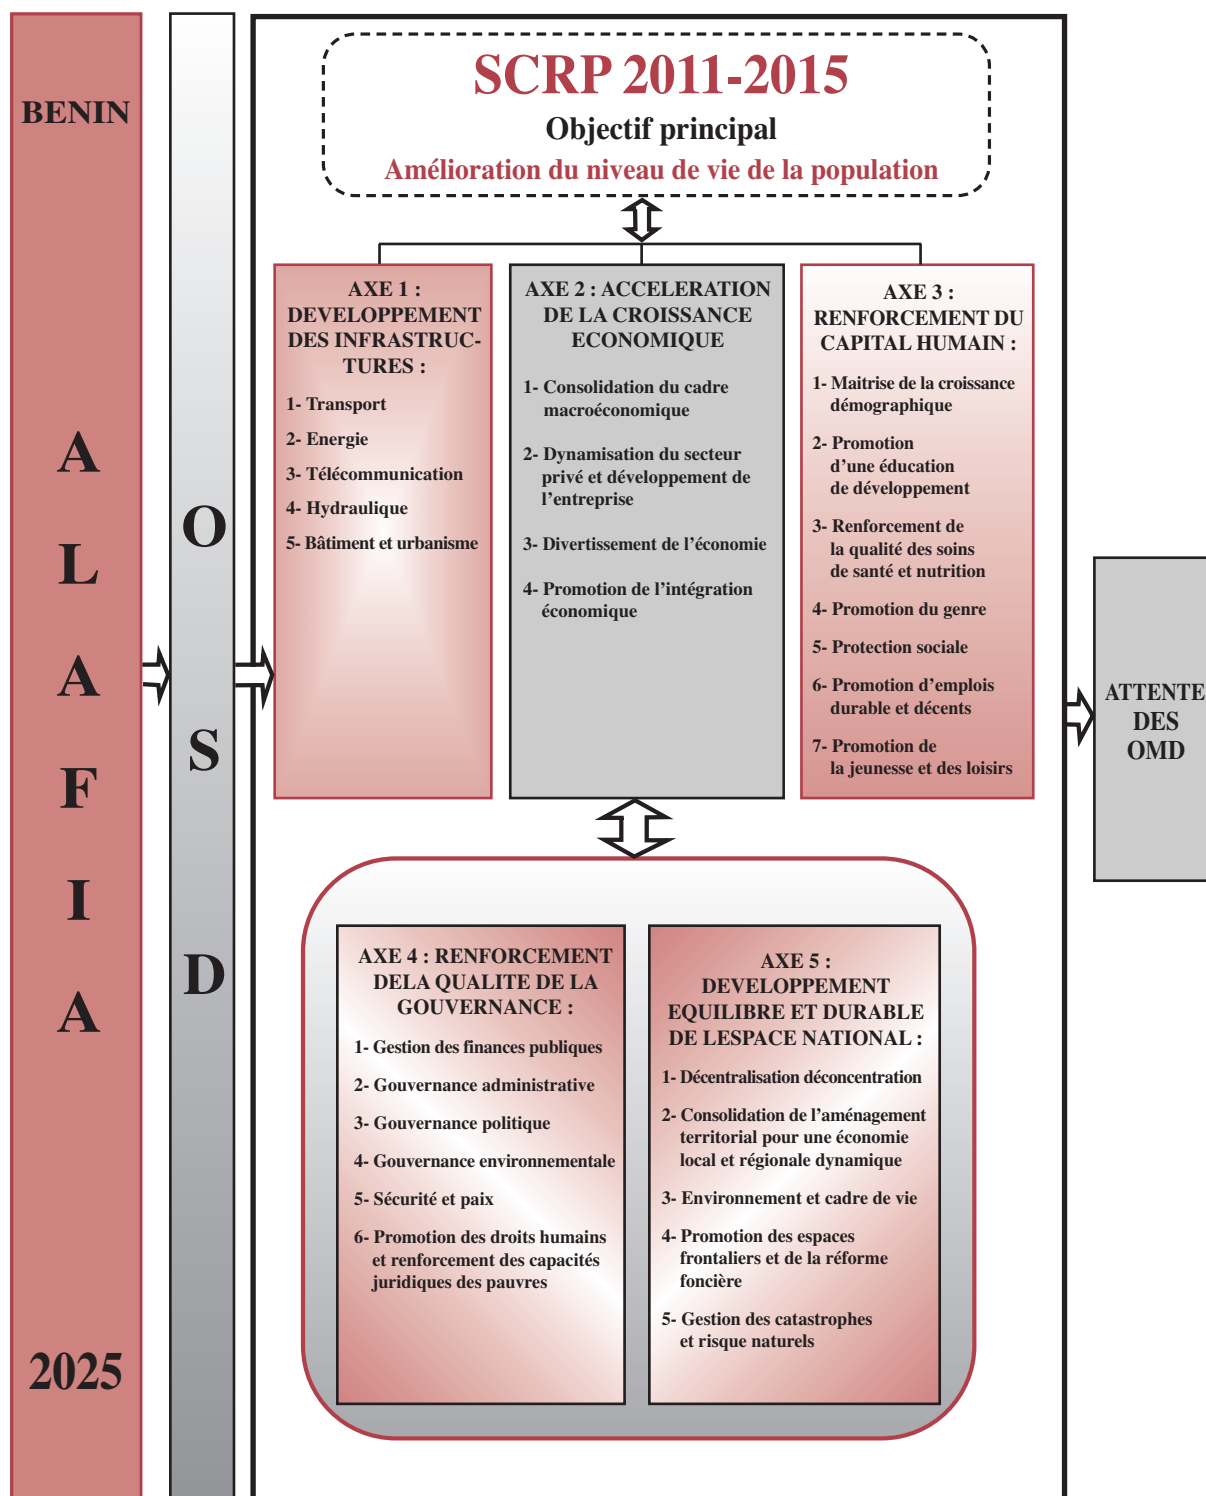 BENIN
A
L
A
F
I
A
2025
O
S
D
SCRP 2011-2015
Objectif principal
Amélioration du niveau de vie de la population
AXE 1 :
DEVELOPPEMENT
DES INFRASTRUC-
TURES :
1- Transport
2- Energie
3- Télécommunication
4- Hydraulique
5- Bâtiment et urbanisme
AXE 2 : ACCELERATION
DE LA CROISSANCE
ECONOMIQUE
1- Consolidation du cadre
macroéconomique
2- Dynamisation du secteur
privé et développement de
l’entreprise
3- Divertissement de l’économie
4- Promotion de l’intégration
économique
AXE 3 :
RENFORCEMENT DU
CAPITAL HUMAIN :
1- Maitrise de la croissance
démographique
2- Promotion
d’une éducation
de développement
3- Renforcement de
la qualité des soins
de santé et nutrition
4- Promotion du genre
5- Protection sociale
6- Promotion d’emplois
durable et décents
7- Promotion de
la jeunesse et des loisirs
AXE 4 : RENFORCEMENT
DELA QUALITE DE LA
GOUVERNANCE :
1- Gestion des finances publiques
2- Gouvernance administrative
3- Gouvernance politique
4- Gouvernance environnementale
5- Sécurité et paix
6- Promotion des droits humains
et renforcement des capacités
juridiques des pauvres
AXE 5 :
DEVELOPPEMENT
EQUILIBRE ET DURABLE
DE LESPACE NATIONAL :
1- Décentralisation déconcentration
2- Consolidation de l’aménagement
territorial pour une économie
local et régionale dynamique
3- Environnement et cadre de vie
4- Promotion des espaces
frontaliers et de la réforme
foncière
5- Gestion des catastrophes
et risque naturels
ATTENTE
DES
OMD